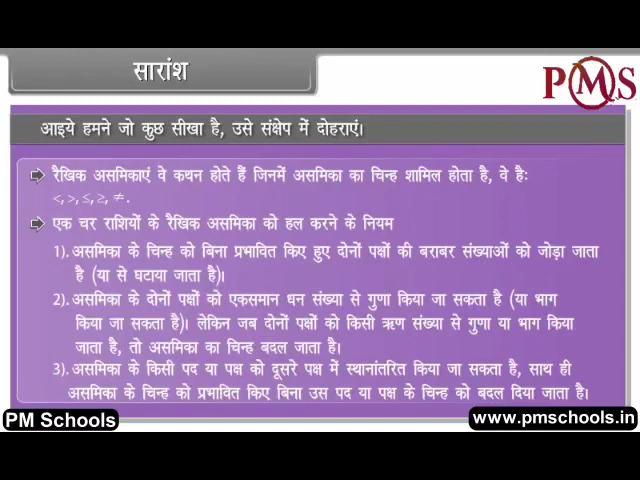 सारांश
PMS
आइये हमने जो कुछ सीखा है, उसे संक्षेप में दोहराएं।
रैखिक असमिकाएं वे कथन होते हैं जिनमें असमिका का चिन्ह शामिल होता है, वे है:
<, >, ≤, ≥, ≠.
एक चर राशियों के रैखिक असमिका को हल करने के नियम
1). असमिका के चिन्ह को बिना प्रभावित किए हुए दोनों पक्षों की बराबर संख्याओं को जोड़ा जाता
है (या से घटाया जाता है)।
2). असमिका के दोनों पक्षों को एकसमान धन संख्या से गुणा किया जा सकता है (या भाग
किया जा सकता है)। लेकिन जब दोनों पक्षों को किसी ऋण संख्या से गुणा या भाग किया
जाता है, तो असमिका का चिन्ह बदल जाता है।
3). असमिका के किसी पद या पक्ष को दूसरे पक्ष में स्थानांतरित किया जा सकता है, साथ ही
असमिका के चिन्ह को प्रभावित किए बिना उस पद या पक्ष के चिन्ह को बदल दिया जाता है।
PM Schools
www.pmschools.in